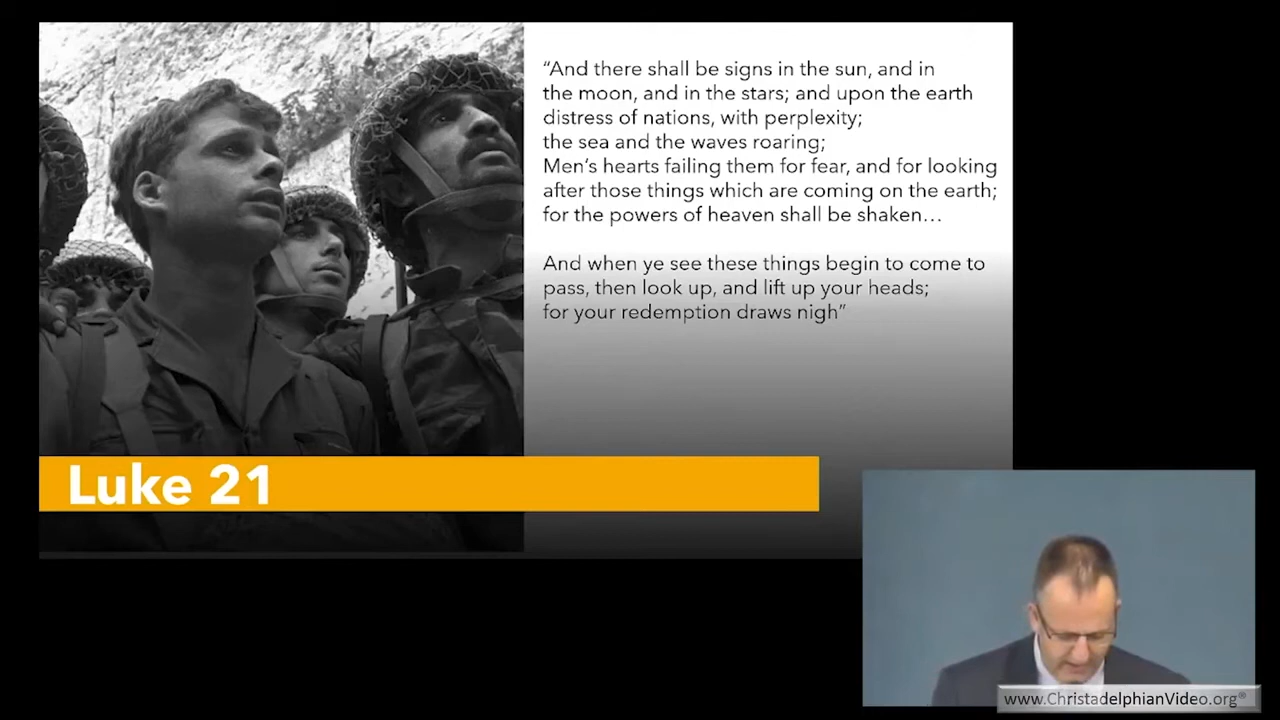 “And there shall be signs in the sun, and in
the moon, and in the stars; and upon the earth
distress of nations, with perplexity;
the sea and the waves roaring;
Men’s hearts failing them for fear, and for looking
after those things which are coming on the earth;
for the powers of heaven shall be shaken…
And when ye see these things begin to come to
pass, then look up, and lift up your heads;
for your redemption draws nigh”
Luke 21
www.ChristadelphianVideo.org®